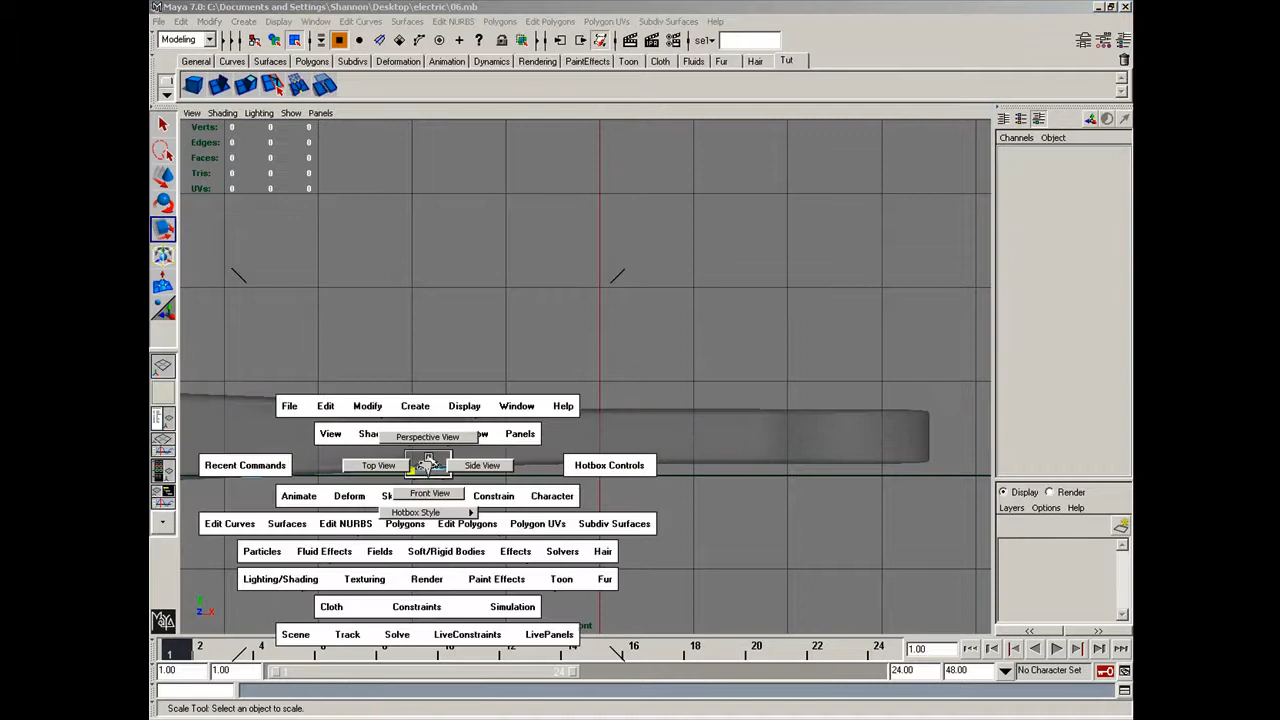 Maya 7.0: C:\Documents and Settings\Shannon\Desktop\electric\06.mb
File Edit Modify Create Display Window Edit Curves Surfaces Edit NURBS Polygons Edit Polygons Polygon UVs Subdiv Surfaces Help
Modeling sel
General Curves Surfaces Polygons Subdivs Deformation Animation Dynamics Rendering PaintEffects Toon Cloth Fluids Fur Hair Tut
View Shading Lighting Show Panels
Channels Object
Verts: 0 0 0
Edges: 0 0 0
Faces: 0 0 0
Tris: 0 0 0
UVs: 0 0 0
File Edit Modify Create Display Window Help
View Panels
Perspective View
Recent Commands Top View Side View Hotbox Controls
Front View
Animate Deform Constrain Character
Hotbox Style
Edit Curves Surfaces Edit NURBS Polygons Edit Polygons Polygon UVs Subdiv Surfaces
Particles Fluid Effects Fields Soft/Rigid Bodies Effects Solvers Hair
Lighting/Shading Texturing Render Paint Effects Toon Fur
Cloth Constraints Simulation
Scene Track Solve LiveConstraints LivePanels
Display Render
Layers Options Help
y
z x
MAYA
1 2 4 6 8 10 12 14 16 18 20 22 24 1.00
1.00 1.00 24 24.00 48.00 No Character Set
Scale Tool: Select an object to scale.